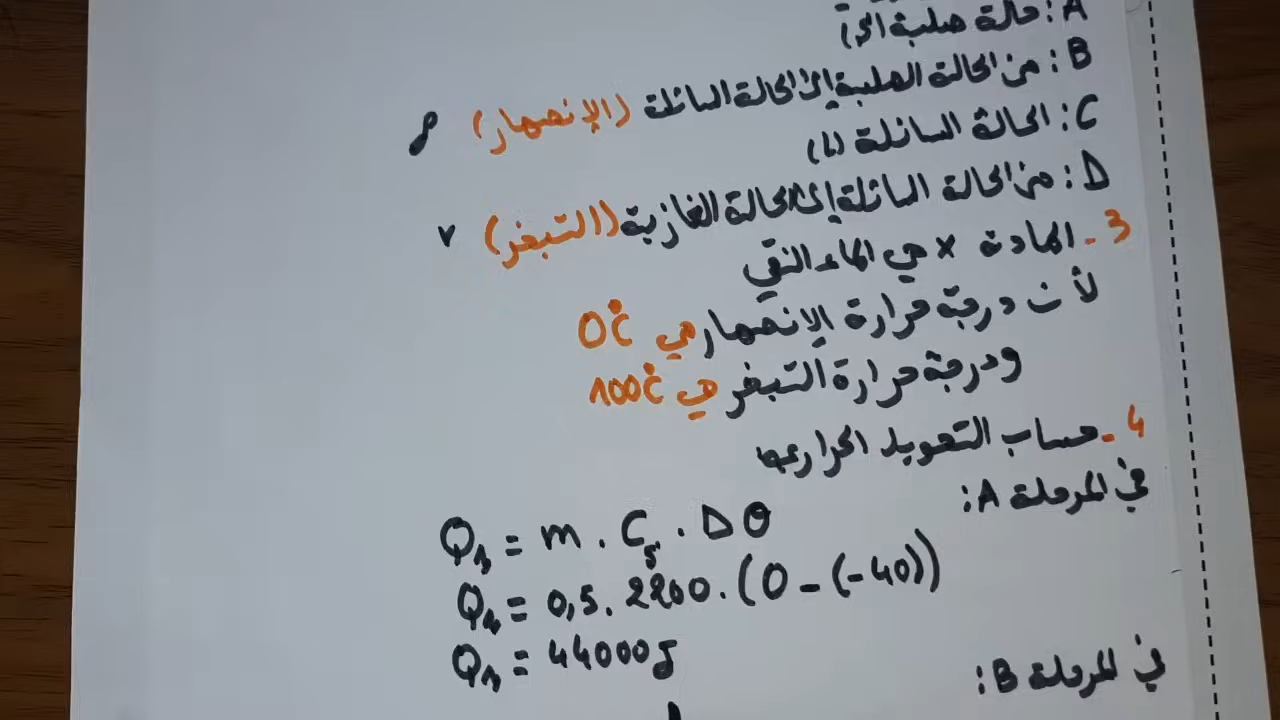 A: حالة صلبة
B: من الحالة الصلبة إلى الحالة السائلة (الإنصهار)
C: الحالة السائلة (L)
D: من الحالة السائلة إلى الحالة الغازية (التبخر) v
3- المادة x هي الماء النقي
لأن درجة حرارة الإنصهار هي 0°C
ودرجة حرارة التبخر هي 100°C
4- حساب التحويل الحراري
في المرحلة A:
Q₁ = m . Cₛ . Δθ
Q₁ = 0,5 . 2200 . (0 - (-40))
Q₁ = 44000 J
في المرحلة B: